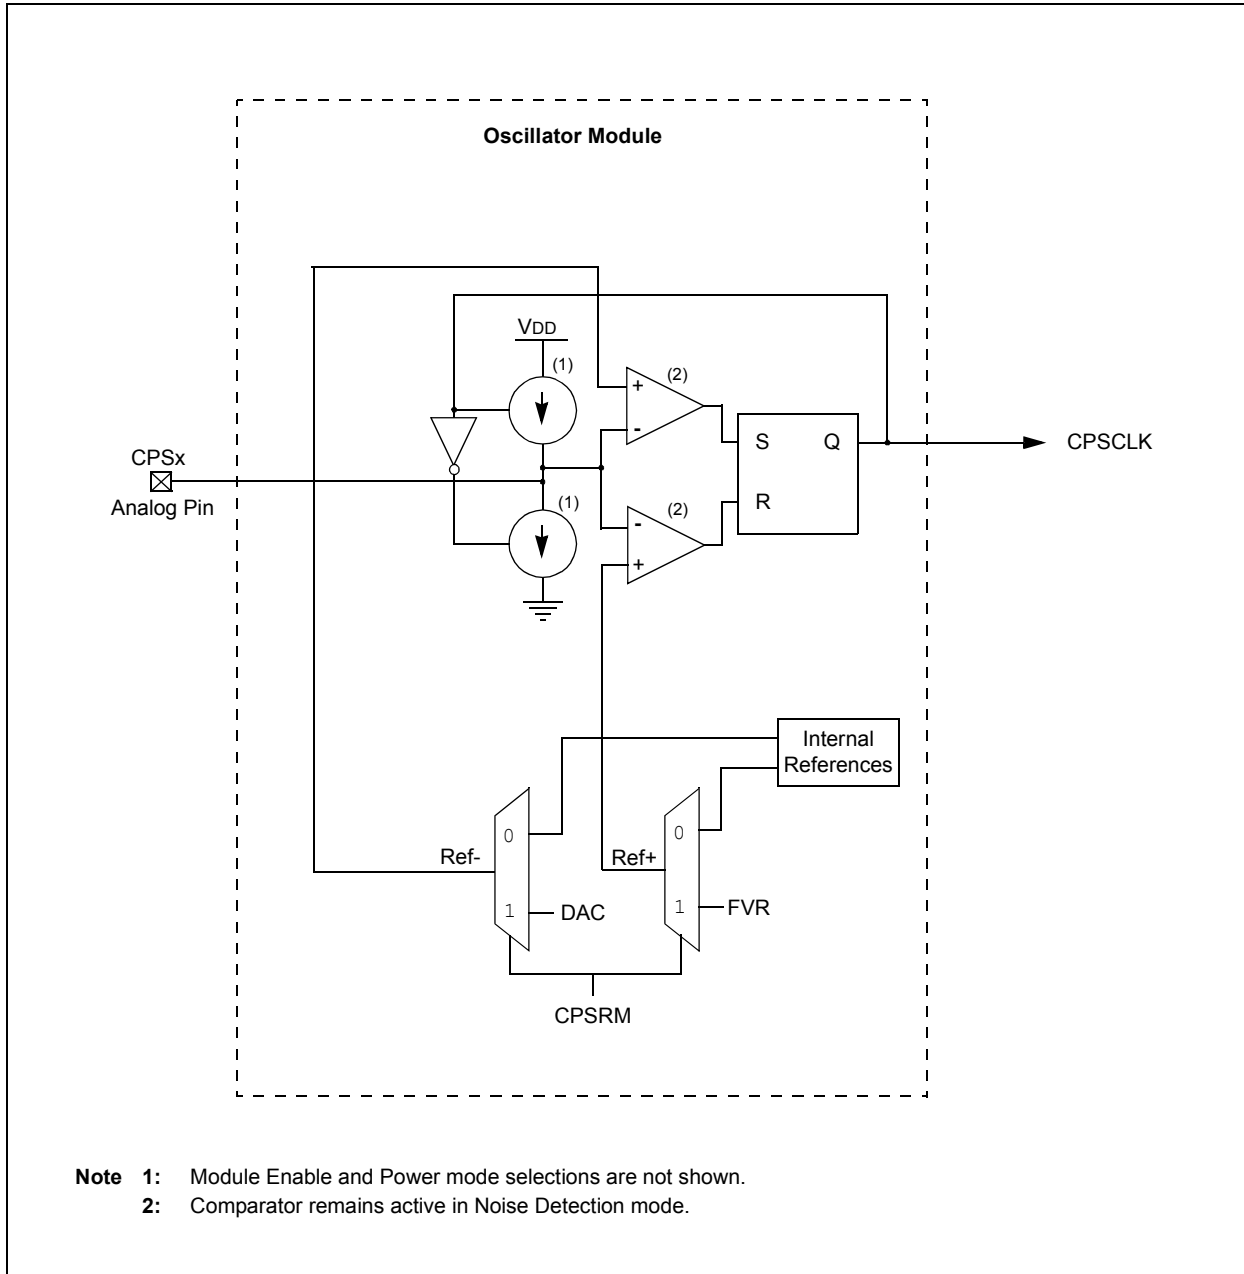 Oscillator Module
VDD
(1)
(2)
+
-
S Q
CPSCLK
CPSx
Analog Pin
(1)
(2)
R
-
+
Internal
References
0
0
Ref-
Ref+
1
DAC
1
FVR
CPSRM
Note 1: Module Enable and Power mode selections are not shown.
2: Comparator remains active in Noise Detection mode.